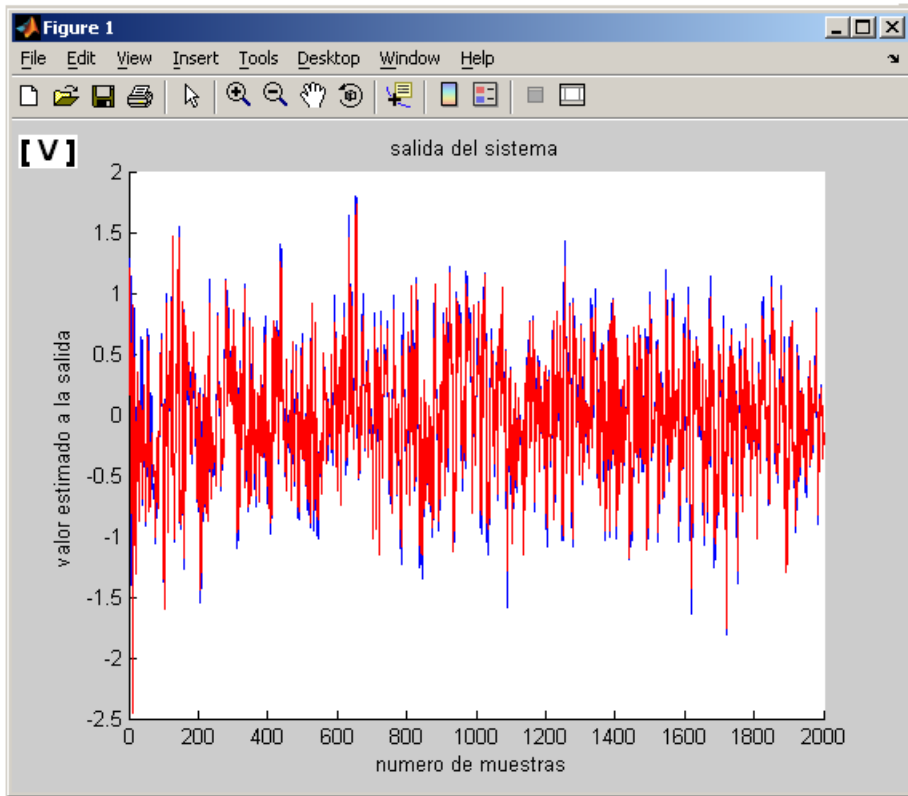 Figure 1
File Edit View Insert Tools Desktop Window Help
[ V ]
salida del sistema
2
1.5
1
0.5
0
-0.5
-1
-1.5
-2
-2.5
valor estimado a la salida
0 200 400 600 800 1000 1200 1400 1600 1800 2000
numero de muestras